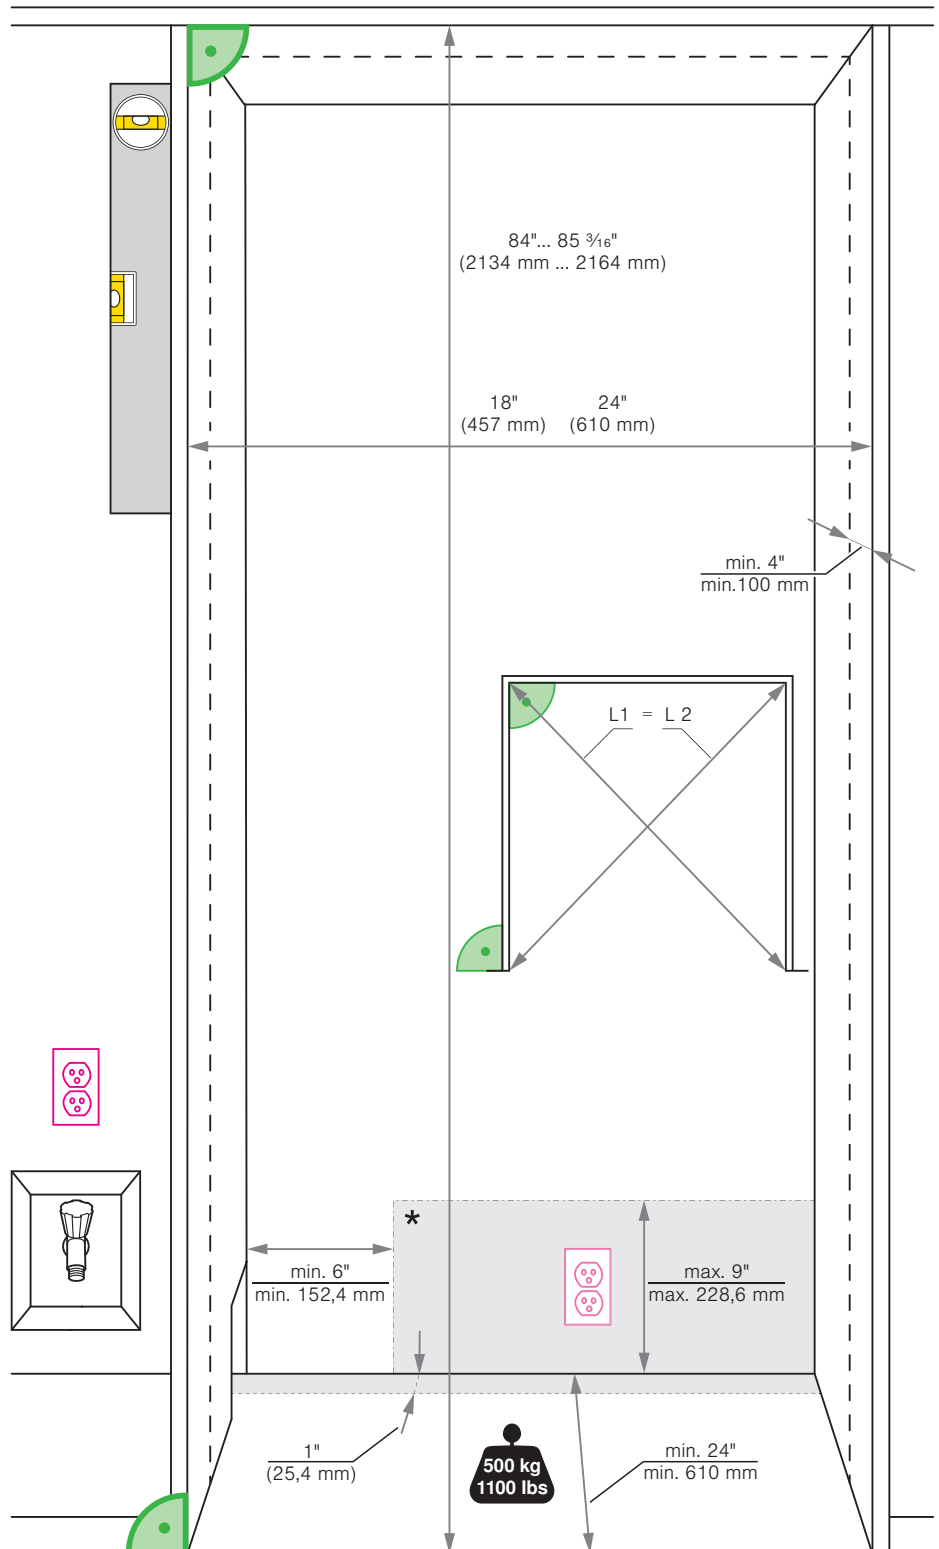 84"... 85 ³⁄₁₆"
(2134 mm ... 2164 mm)
18" 24"
(457 mm) (610 mm)
min. 4"
min.100 mm
L1 = L 2
*
min. 6"
min. 152,4 mm
max. 9"
max. 228,6 mm
1"
(25,4 mm)
500 kg
1100 lbs
min. 24"
min. 610 mm